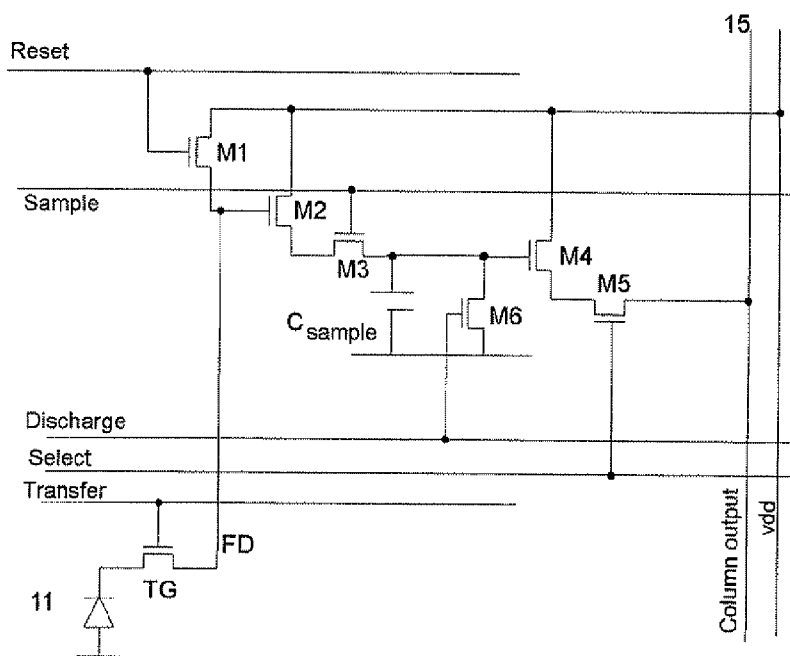 15
Reset
M1
Sample
M2
M3
M4
M5
C sample
M6
Discharge
Select
Transfer
FD
TG
11
Column output
vdd